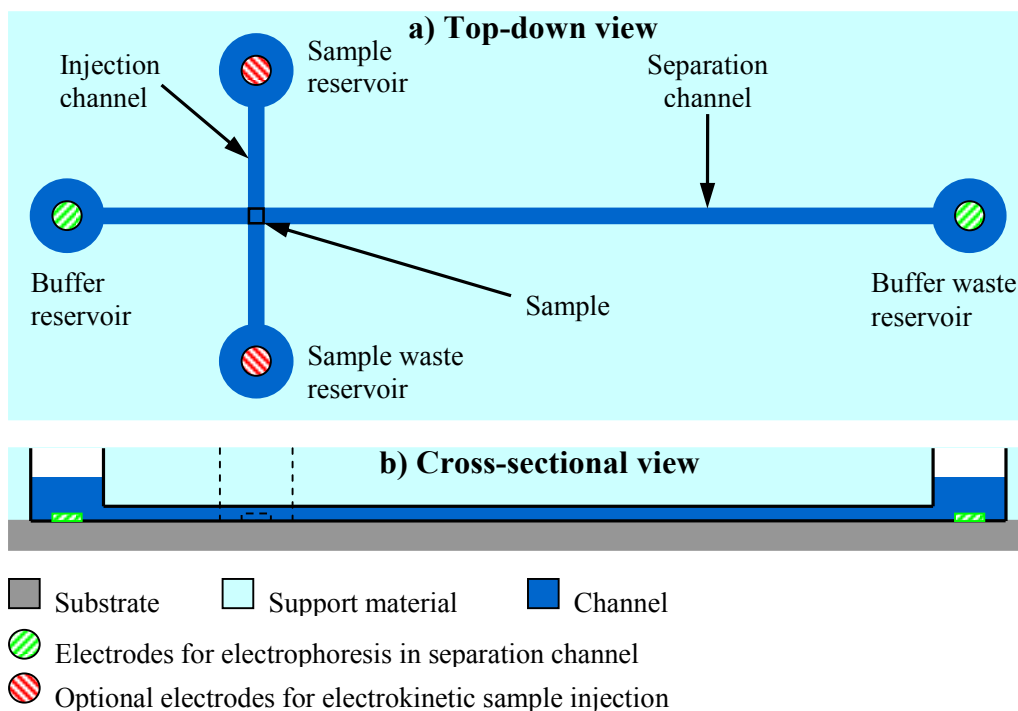 a) Top-down view
Injection
channel
Sample
reservoir
Separation
channel
Buffer
reservoir
Sample
Buffer waste
reservoir
Sample waste
reservoir
b) Cross-sectional view
Substrate
Support material
Channel
Electrodes for electrophoresis in separation channel
Optional electrodes for electrokinetic sample injection